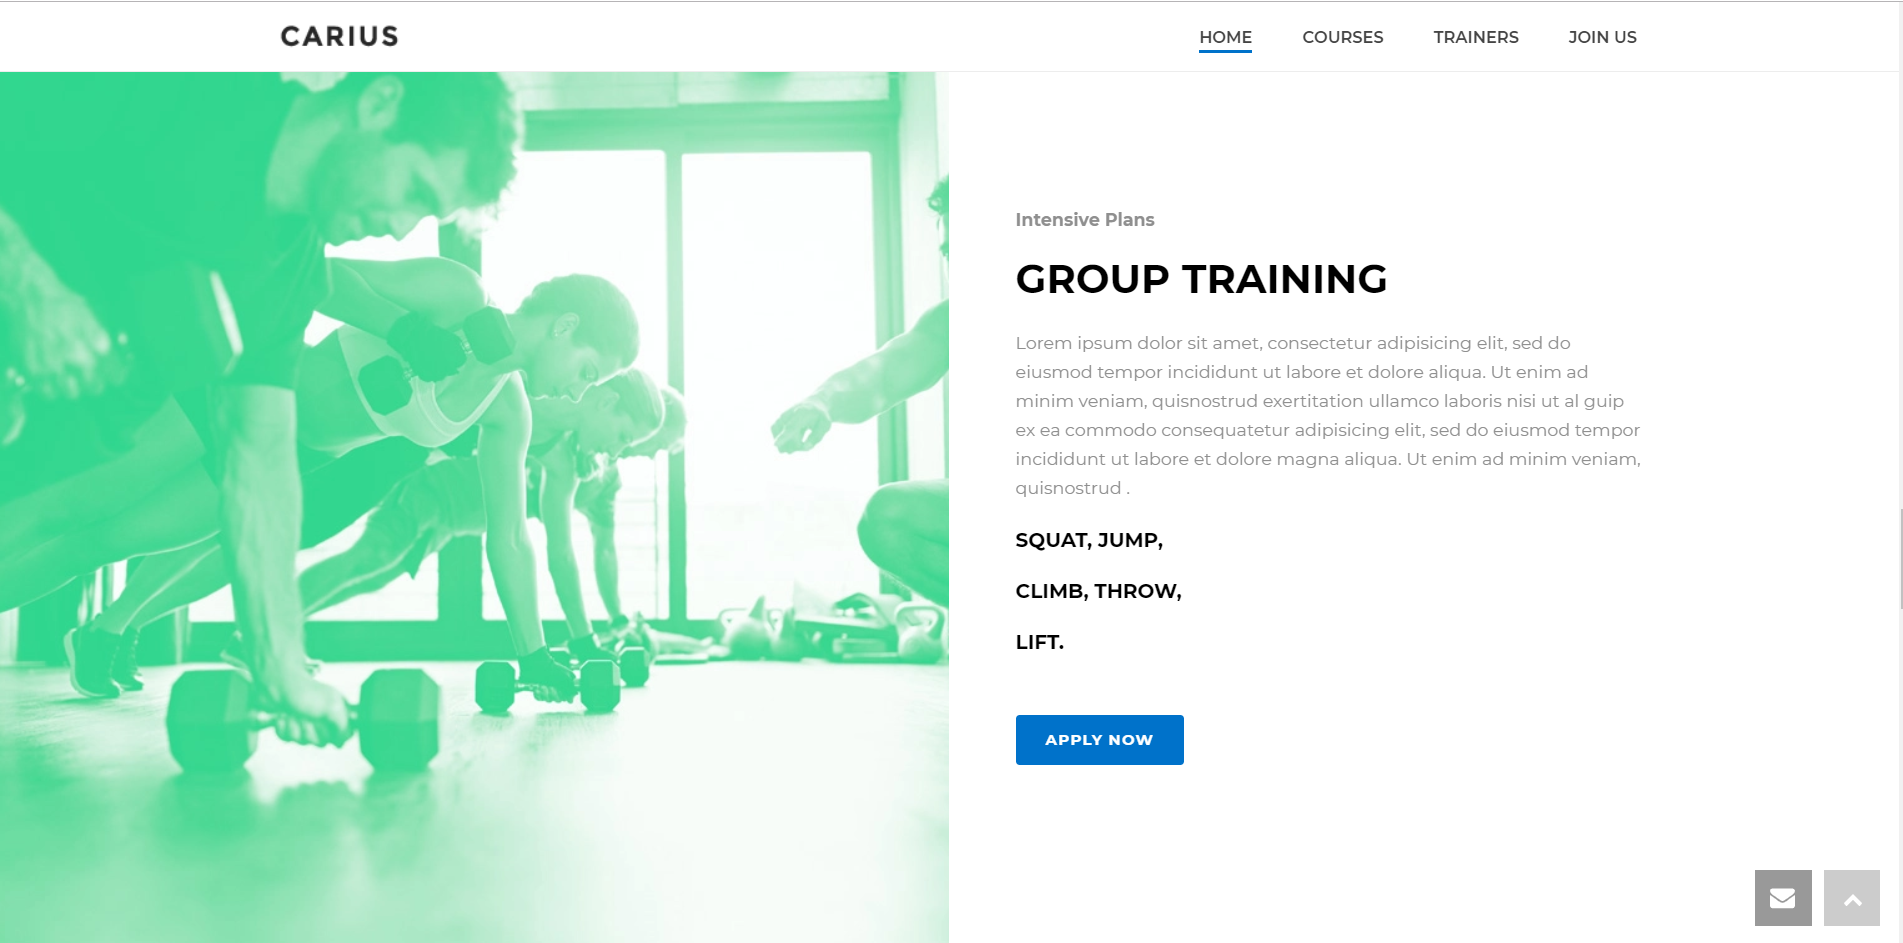 CARIUS
HOME COURSES TRAINERS JOIN US
Intensive Plans
GROUP TRAINING
Lorem ipsum dolor sit amet, consectetur adipisicing elit, sed do
eiusmod tempor incididunt ut labore et dolore aliqua. Ut enim ad
minim veniam, quisnostrud exertitation ullamco laboris nisi ut al guip
ex ea commodo consequatetur adipisicing elit, sed do eiusmod tempor
incididunt ut labore et dolore magna aliqua. Ut enim ad minim veniam,
quisnostrud .
SQUAT, JUMP,
CLIMB, THROW,
LIFT.
APPLY NOW